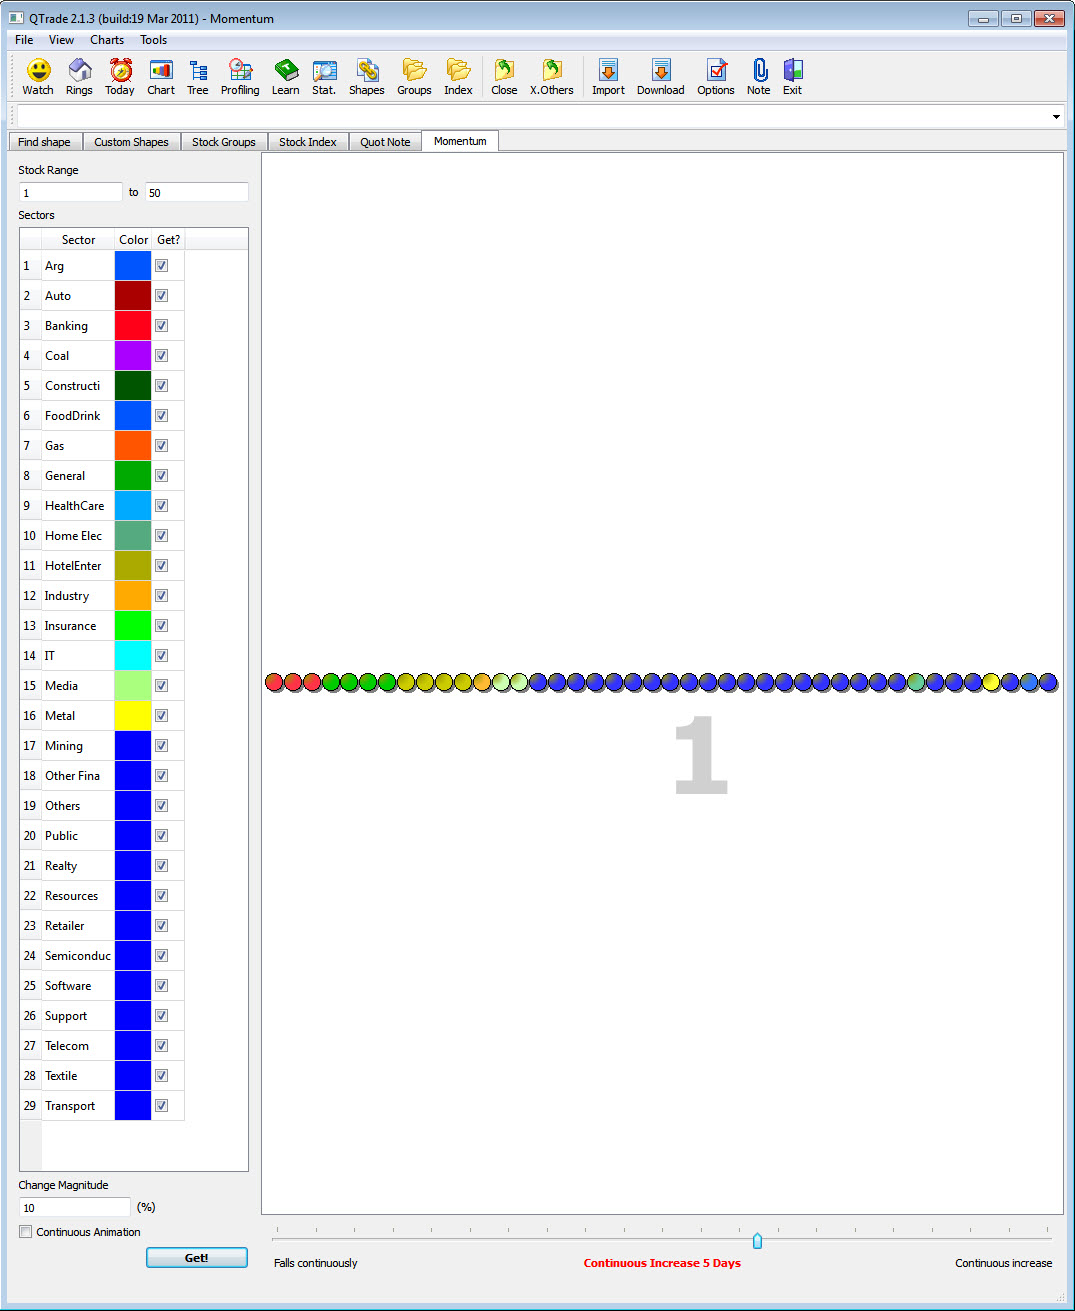 QTrade 2.1.3 (build:19 Mar 2011) - Momentum
File View Charts Tools
Watch Rings Today Chart Tree Profiling Learn Stat. Shapes Groups Index Close X.Others Import Download Options Note Exit
Find shape Custom Shapes Stock Groups Stock Index Quot Note Momentum
Stock Range
1 to 50
Sectors
Sector Color Get?
1 Arg
2 Auto
3 Banking
4 Coal
5 Constructi
6 FoodDrink
7 Gas
8 General
9 HealthCare
10 Home Elec
11 HotelEnter
12 Industry
13 Insurance
14 IT
15 Media
16 Metal
17 Mining
18 Other Fina
19 Others
20 Public
21 Realty
22 Resources
23 Retailer
24 Semiconduc
25 Software
26 Support
27 Telecom
28 Textile
29 Transport
1
Change Magnitude
10 (%)
Continuous Animation
Get!
Falls continuously Continuous Increase 5 Days Continuous increase